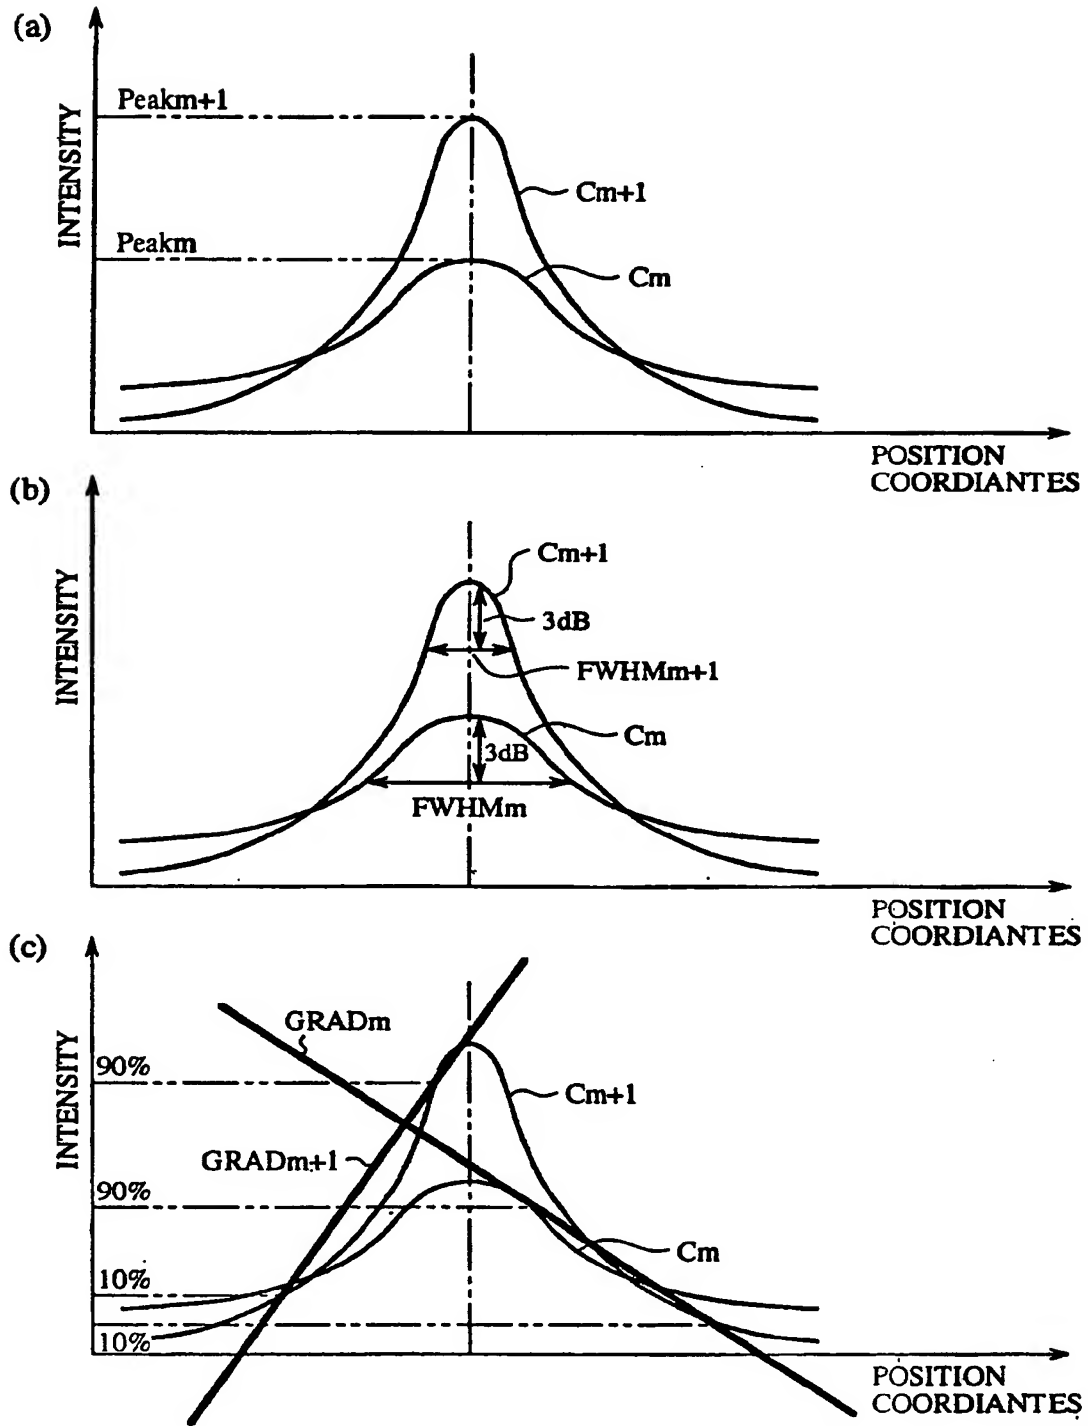 (a)
INTENSITY
Peakm+1
Cm+1
Peakm
Cm
POSITION
COORDIANTES
(b)
INTENSITY
Cm+1
3dB
FWHMm+1
Cm
3dB
FWHMm
POSITION
COORDIANTES
(c)
INTENSITY
GRADm
90%
Cm+1
GRADm+1
90%
Cm
10%
10%
POSITION
COORDIANTES